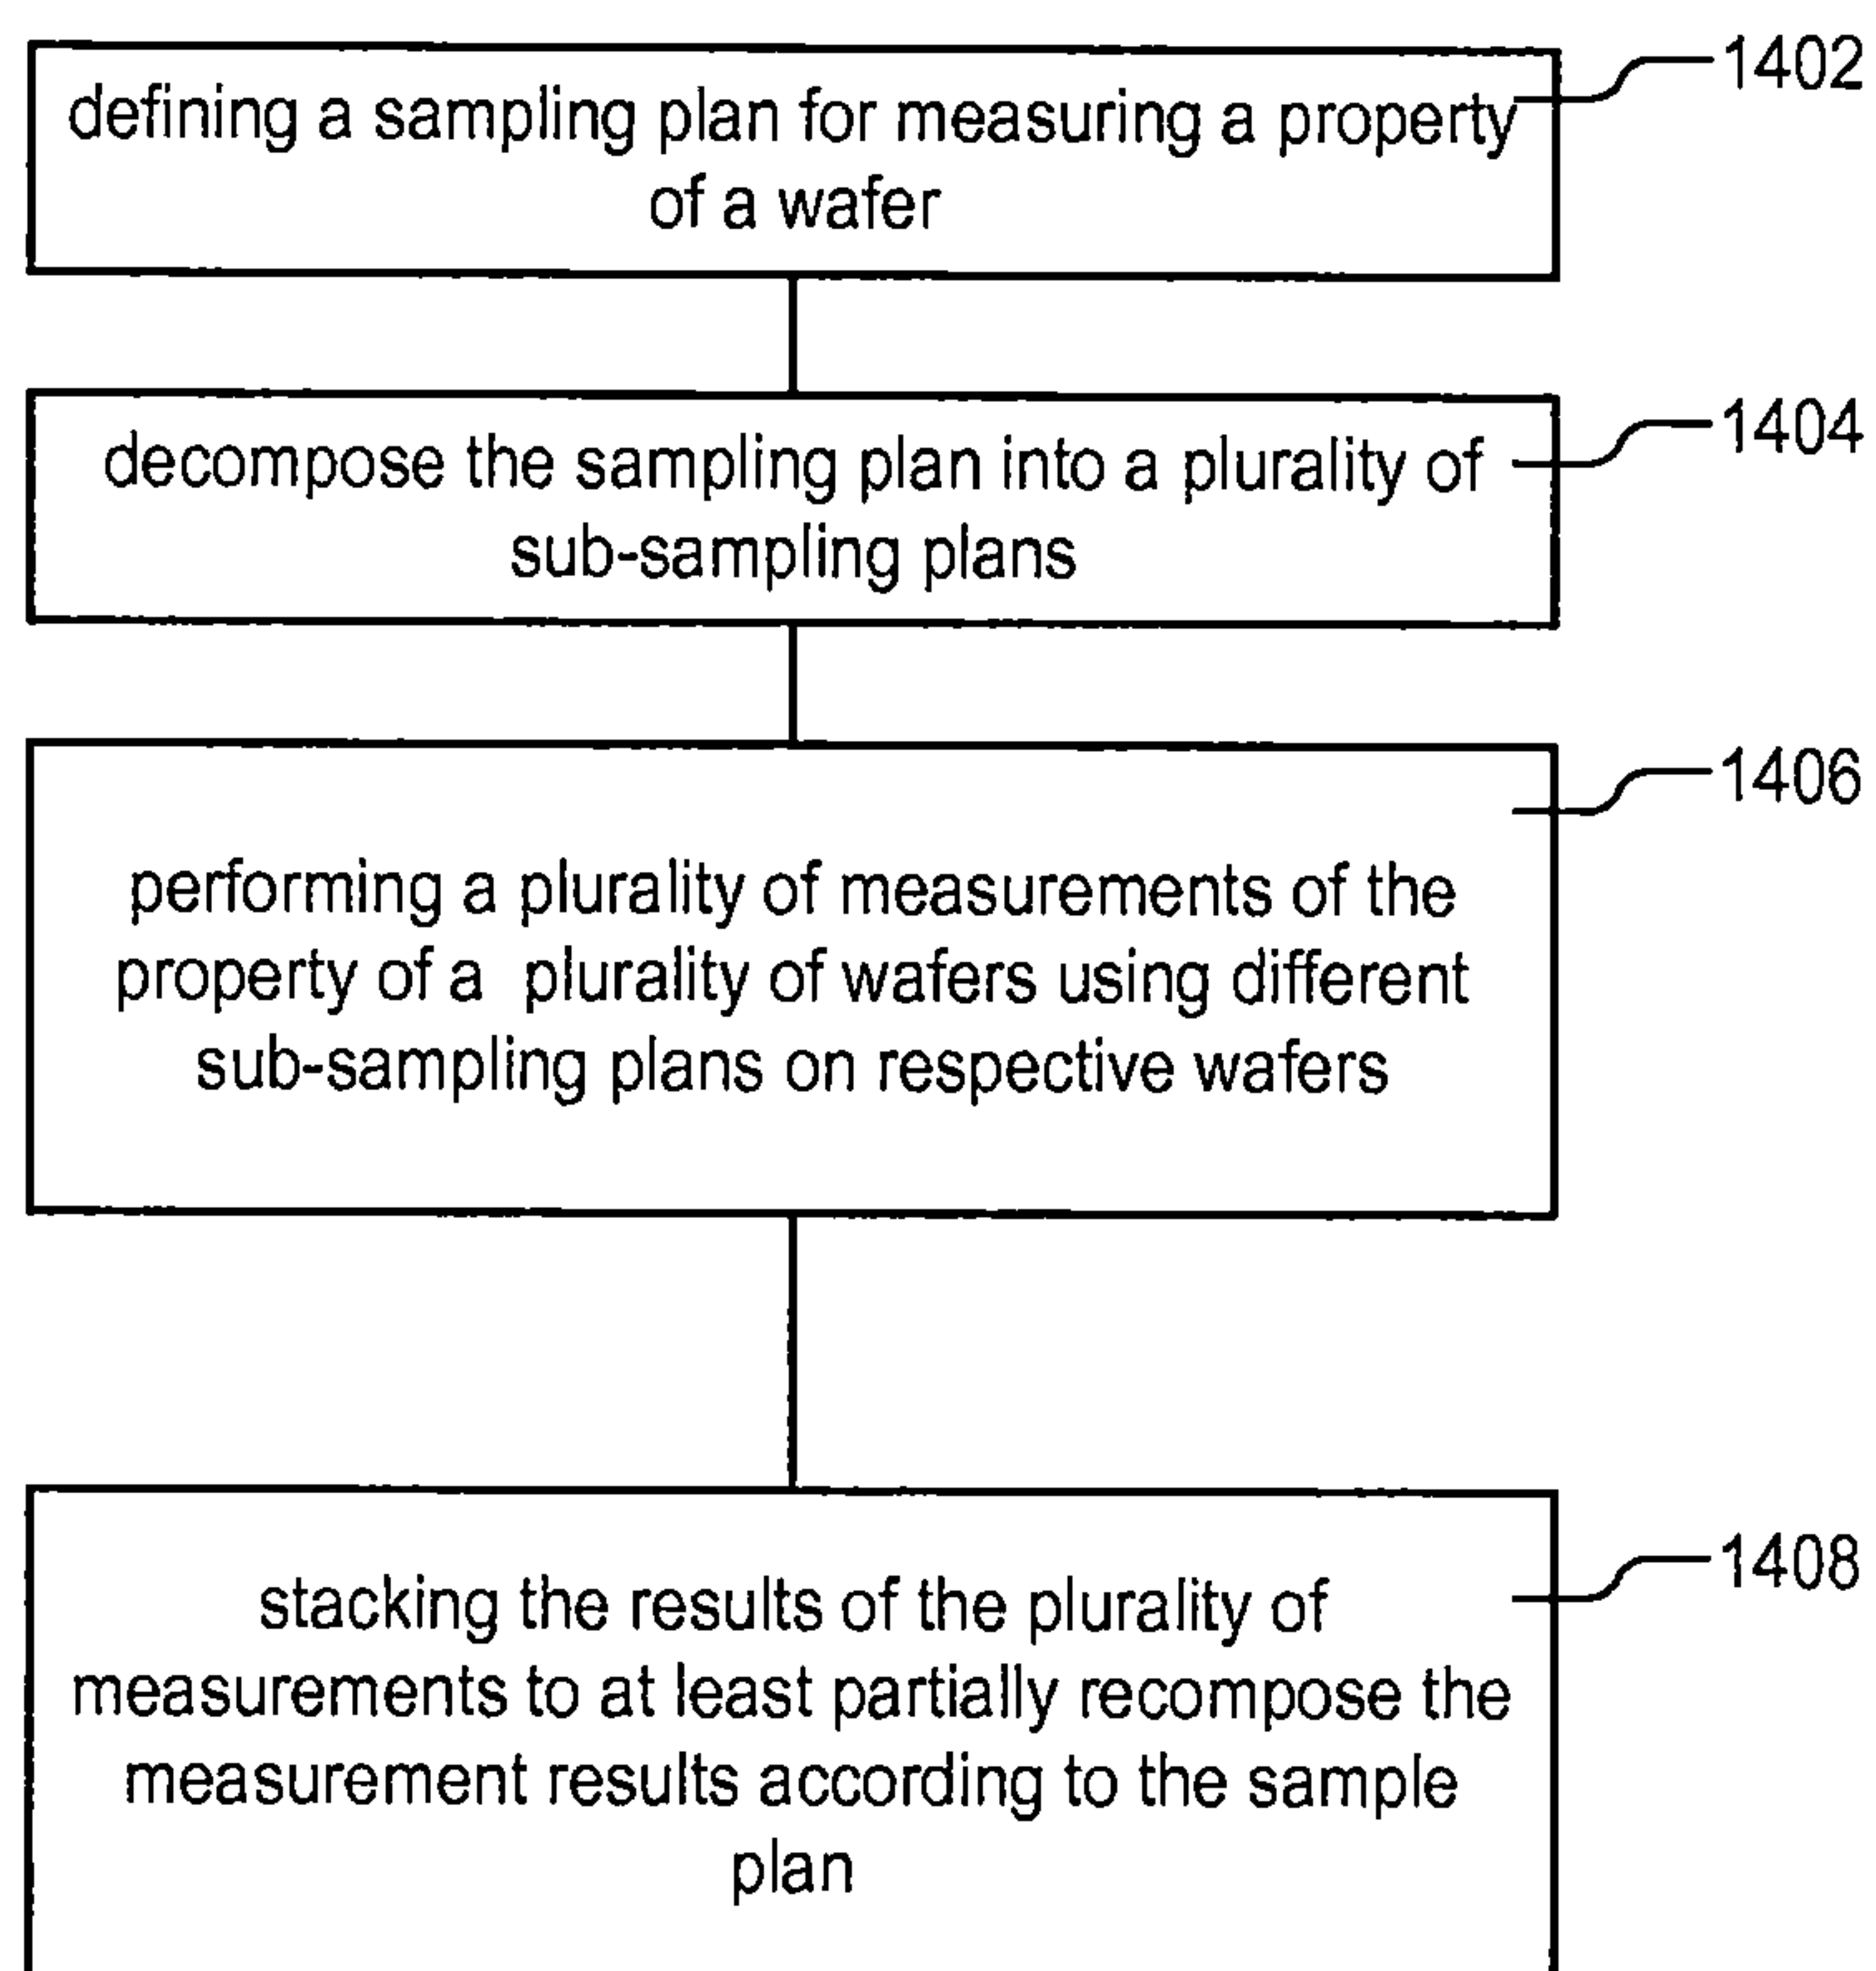 defining a sampling plan for measuring a property
of a wafer
1402
decompose the sampling plan into a plurality of
sub-sampling plans
1404
performing a plurality of measurements of the
property of a plurality of wafers using different
sub-sampling plans on respective wafers
1406
stacking the results of the plurality of
measurements to at least partially recompose the
measurement results according to the sample
plan
1408